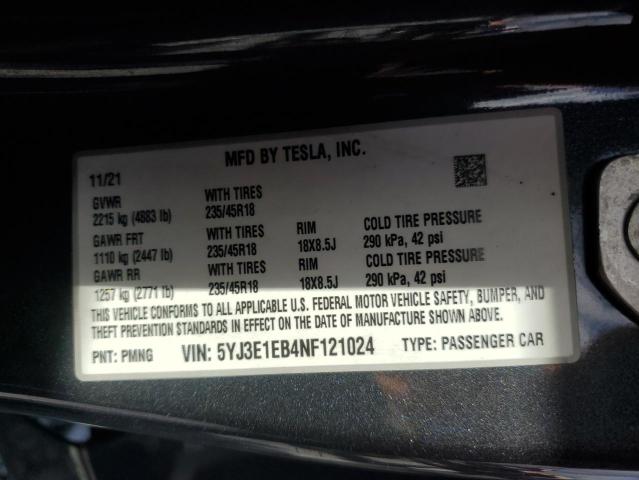 MFD BY TESLA, INC.
11/21
GVWR WITH TIRES
2215 kg (4883 lb) 235/45R18
GAWR FRT WITH TIRES RIM COLD TIRE PRESSURE
1110 kg (2447 lb) 235/45R18 18X8.5J 290 kPa, 42 psi
GAWR RR WITH TIRES RIM COLD TIRE PRESSURE
1257 kg (2771 lb) 235/45R18 18X8.5J 290 kPa, 42 psi
THIS VEHICLE CONFORMS TO ALL APPLICABLE U.S. FEDERAL MOTOR VEHICLE SAFETY, BUMPER, AND
THEFT PREVENTION STANDARDS IN EFFECT ON THE DATE OF MANUFACTURE SHOWN ABOVE.
PNT: PMNG VIN: 5YJ3E1EB4NF121024 TYPE: PASSENGER CAR